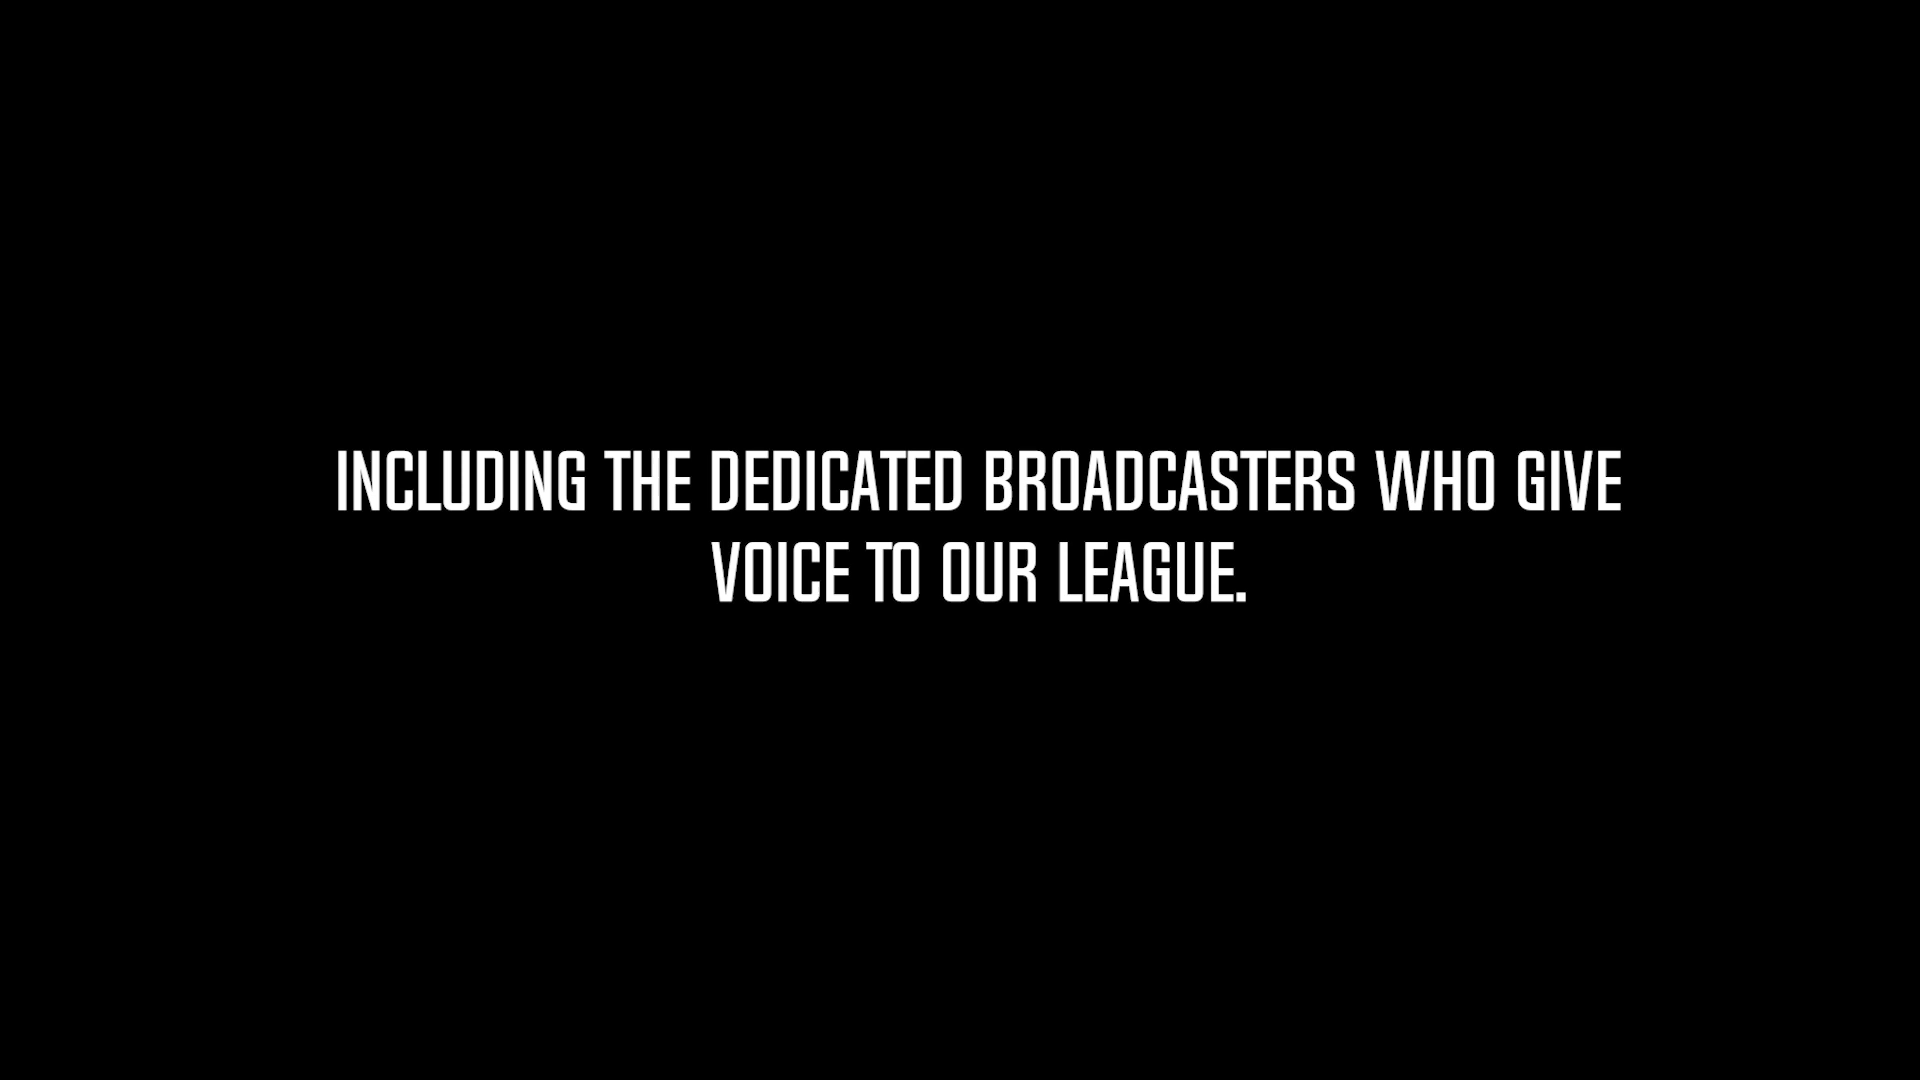 INCLUDING THE DEDICATED BROADCASTERS WHO GIVE
VOICE TO OUR LEAGUE.